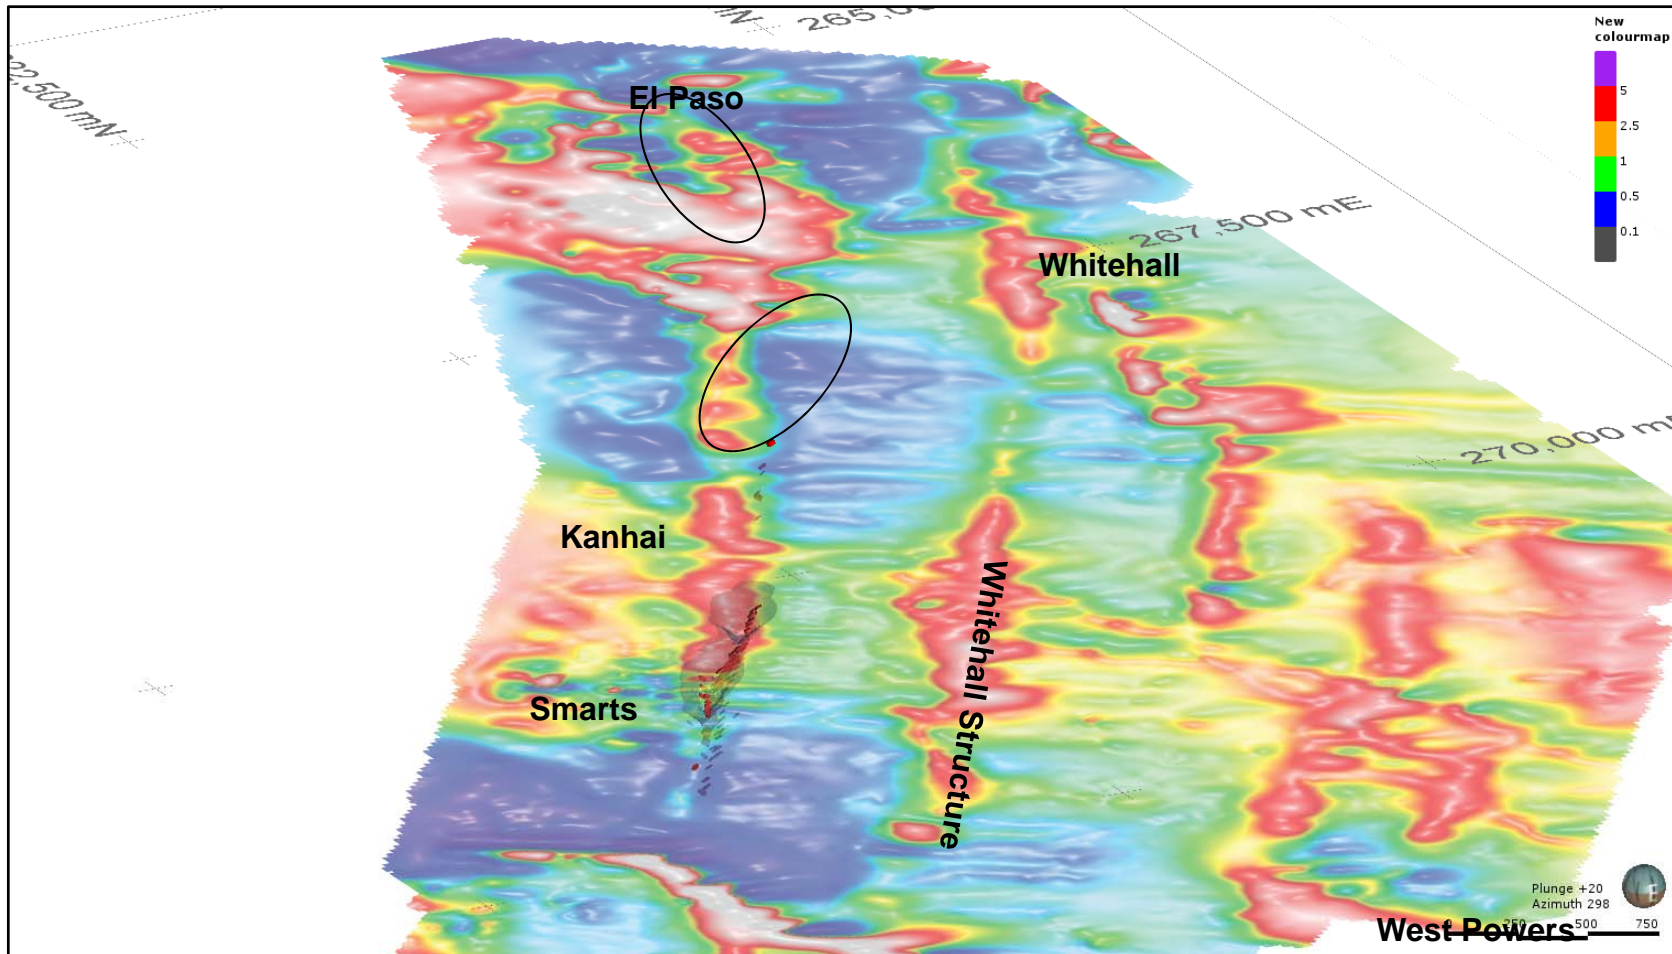 265,0
mN
22,500 mN
New
colourmap
5
2.5
1
0.5
0.1
El Paso
267,500 mE
Whitehall
270,000 m
Kanhai
Whitehall Structure
Smarts
Plunge +20
Azimuth 298
E
0 250 500 750
West Powers